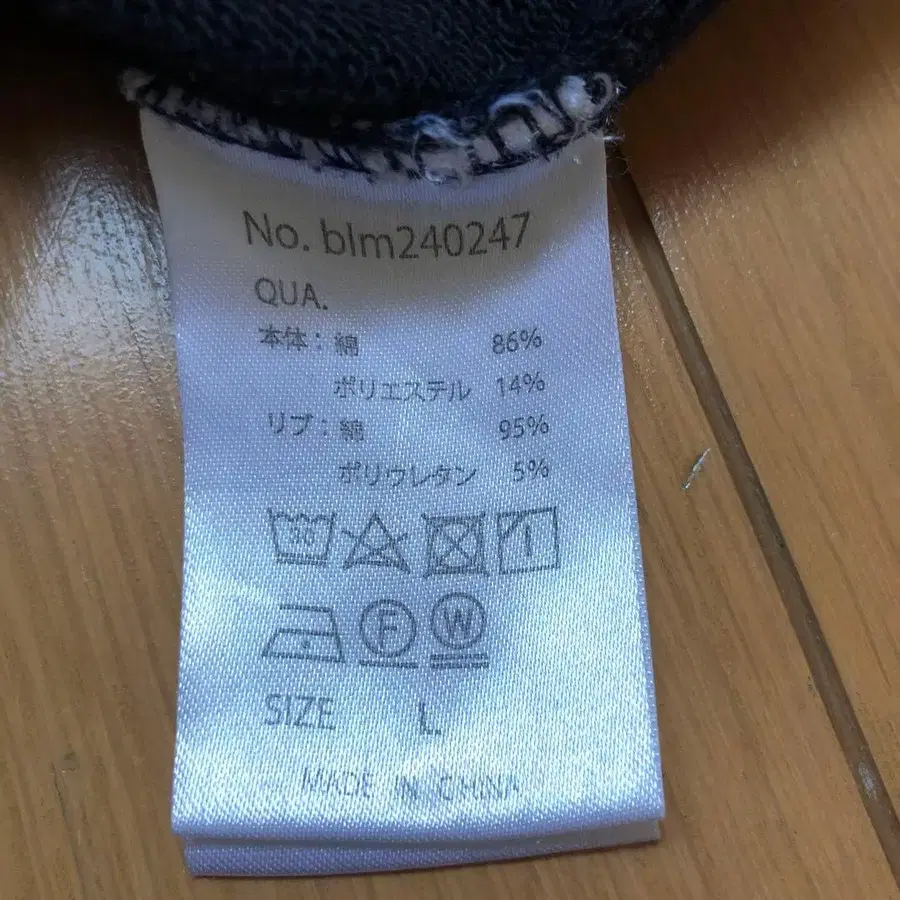 No. blm240247
QUA.
本体：綿 86%
ポリエステル 14%
リブ：綿 95%
ポリウレタン 5%
30
F W
SIZE L
MADE IN CHINA